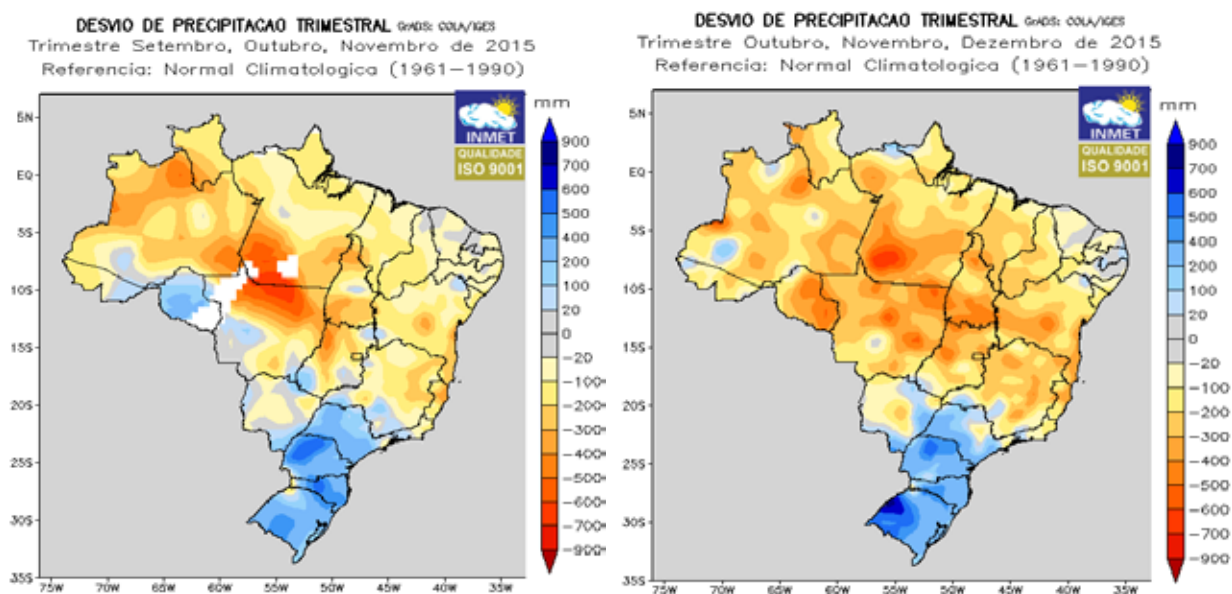 DESVIO DE PRECIPITACAO TRIMESTRAL GrADS: COLA/IGES
Trimestre Setembro, Outubro, Novembro de 2015
Referencia: Normal Climatologica (1961–1990)
mm
INMET
QUALIDADE
ISO 9001
5N
EQ
5S
10S
15S
20S
25S
30S
35S
75W
70W
65W
60W
55W
50W
45W
40W
35W
900
700
600
500
400
200
100
20
0
−20
−100
−200
−300
−400
−500
−600
−700
−900
DESVIO DE PRECIPITACAO TRIMESTRAL GrADS: COLA/IGES
Trimestre Outubro, Novembro, Dezembro de 2015
Referencia: Normal Climatologica (1961–1990)
mm
INMET
QUALIDADE
ISO 9001
5N
EQ
5S
10S
15S
20S
25S
30S
35S
75W
70W
65W
60W
55W
50W
45W
40W
35W
900
700
600
500
400
200
100
20
0
−20
−100
−200
−300
−400
−500
−600
−700
−900